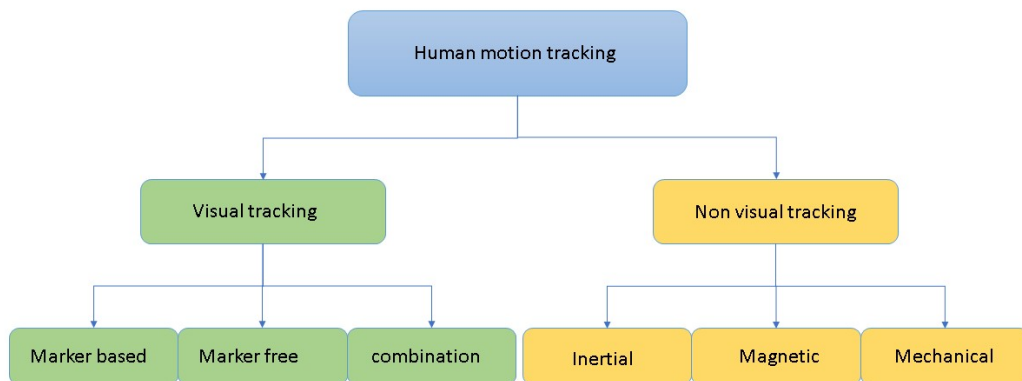 Human motion tracking
Visual tracking
Non visual tracking
Marker based
Marker free
combination
Inertial
Magnetic
Mechanical